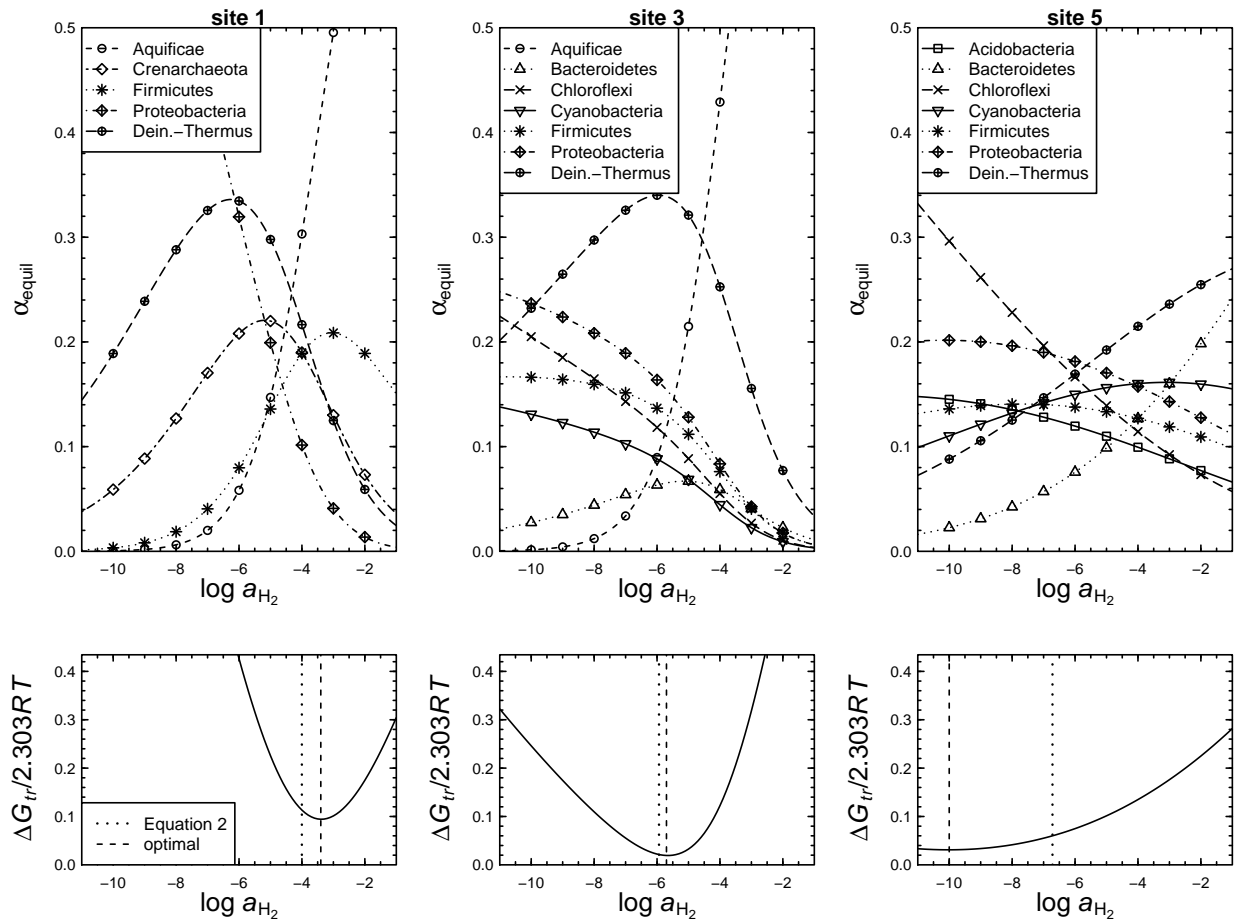 site 1
site 3
site 5
Aquificae
Crenarchaeota
Firmicutes
Proteobacteria
Dein.−Thermus
Aquificae
Bacteroidetes
Chloroflexi
Cyanobacteria
Firmicutes
Proteobacteria
Dein.−Thermus
Acidobacteria
Bacteroidetes
Chloroflexi
Cyanobacteria
Firmicutes
Proteobacteria
Dein.−Thermus
0.5
0.4
0.3
0.2
0.1
0.0
αequil
−10 −8 −6 −4 −2
log aH2
0.5
0.4
0.3
0.2
0.1
0.0
αequil
−10 −8 −6 −4 −2
log aH2
0.5
0.4
0.3
0.2
0.1
0.0
αequil
−10 −8 −6 −4 −2
log aH2
0.4
0.3
0.2
0.1
0.0
ΔGtr/2.303RT
Equation 2
optimal
−10 −8 −6 −4 −2
log aH2
0.4
0.3
0.2
0.1
0.0
ΔGtr/2.303RT
−10 −8 −6 −4 −2
log aH2
0.4
0.3
0.2
0.1
0.0
ΔGtr/2.303RT
−10 −8 −6 −4 −2
log aH2